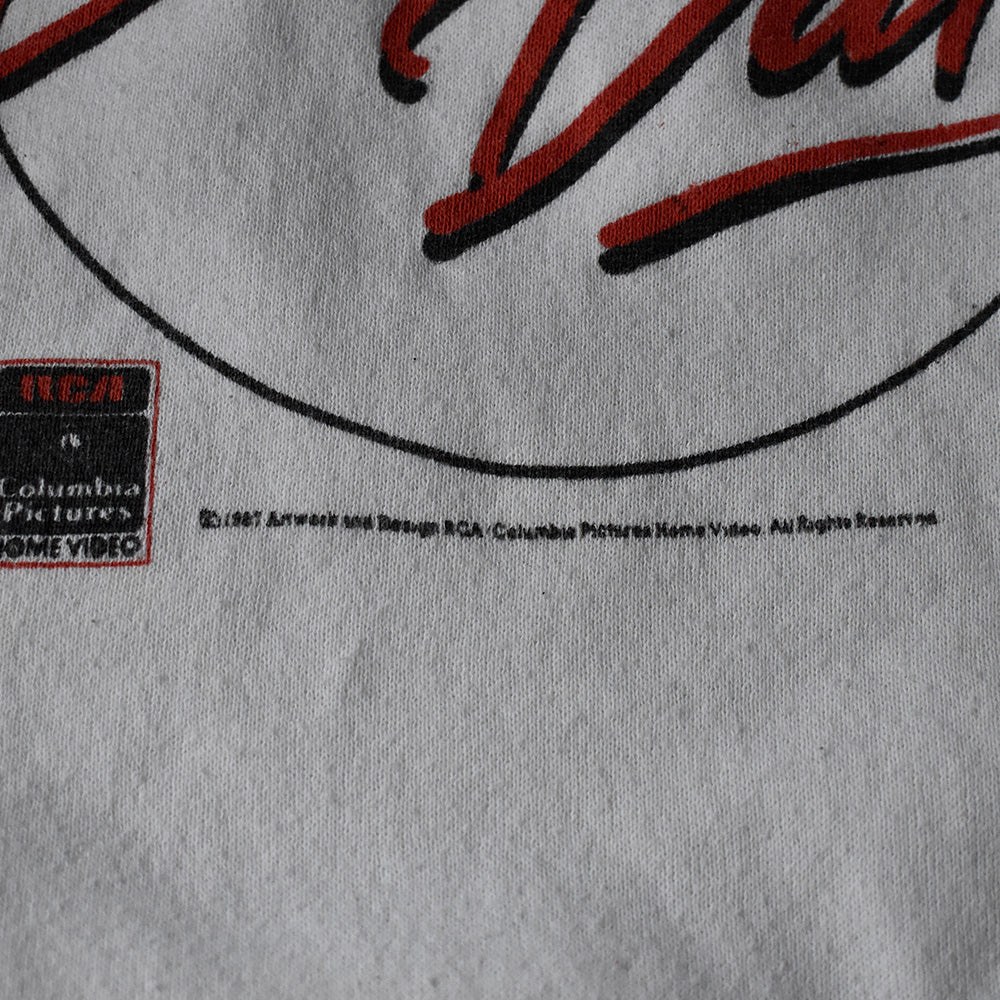 RCA
Columbia
Pictures
HOME VIDEO
© 1987 Artwork and Design RCA / Columbia Pictures Home Video. All Rights Reserved.